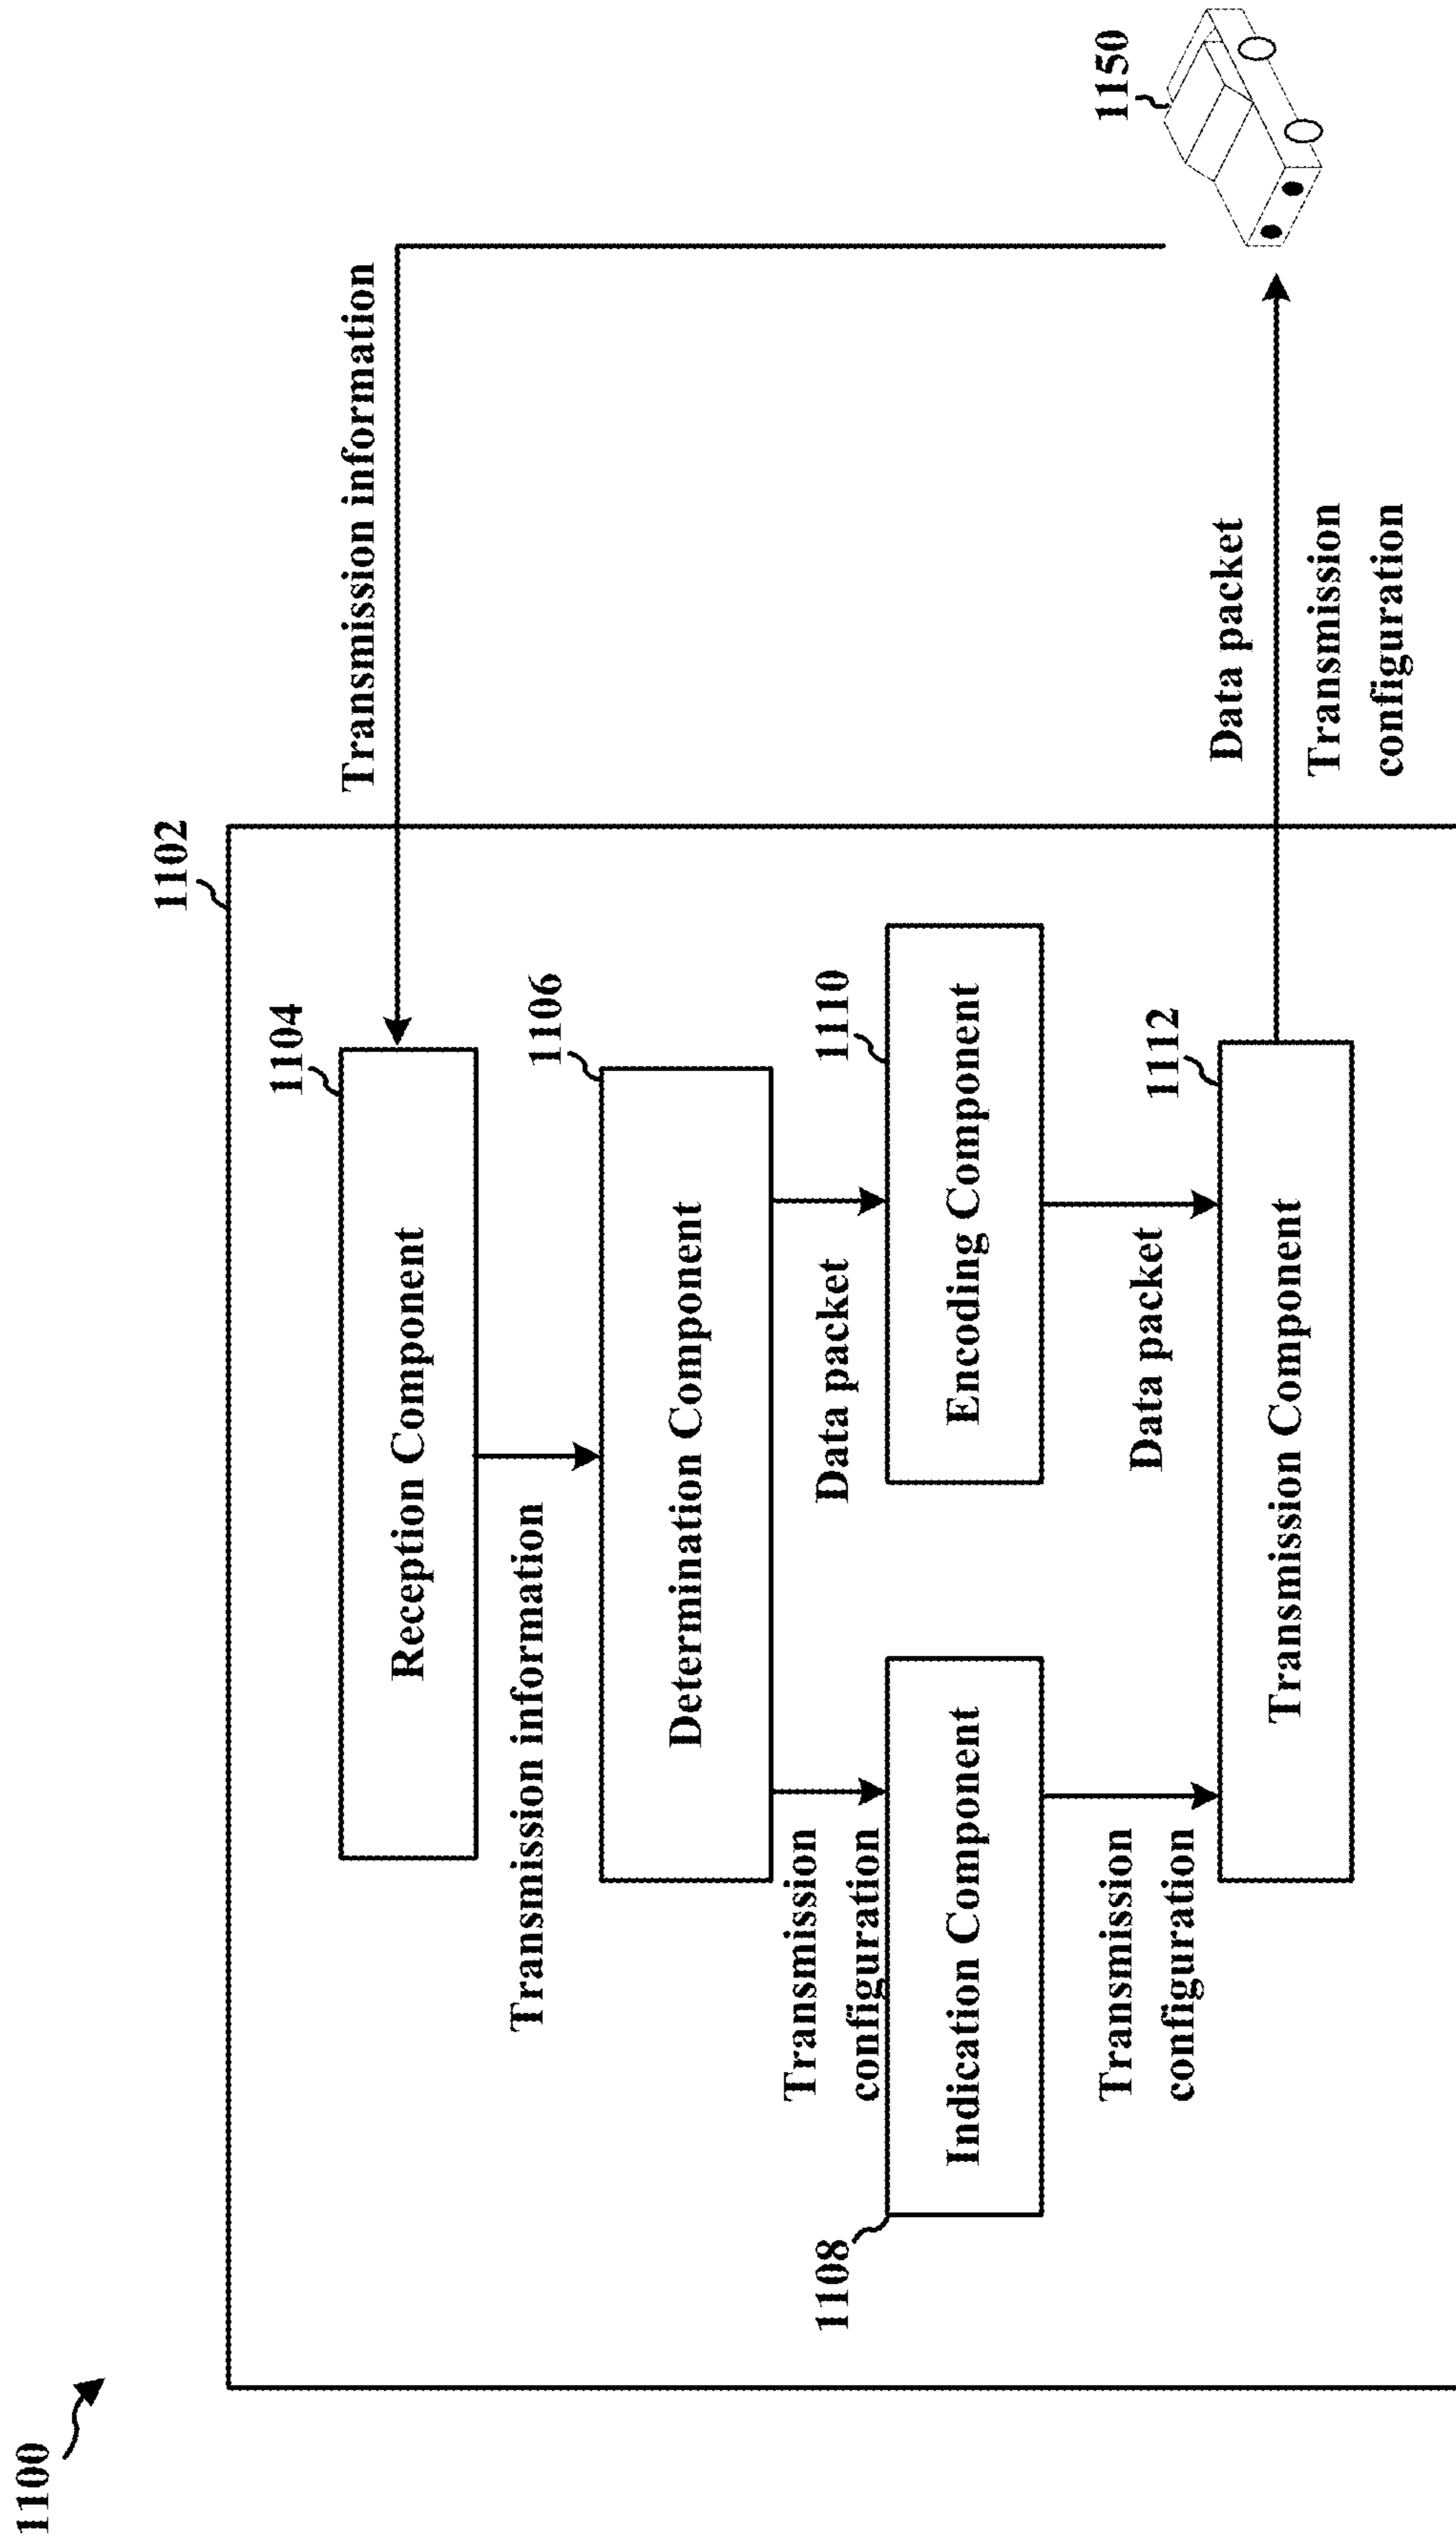 1100
1102
1104
Reception Component
Transmission information
Transmission information
1106
Determination Component
Transmission
configuration
Data packet
1108
Indication Component
1110
Encoding Component
Transmission
configuration
Data packet
1112
Transmission Component
Data packet
Transmission
configuration
1150